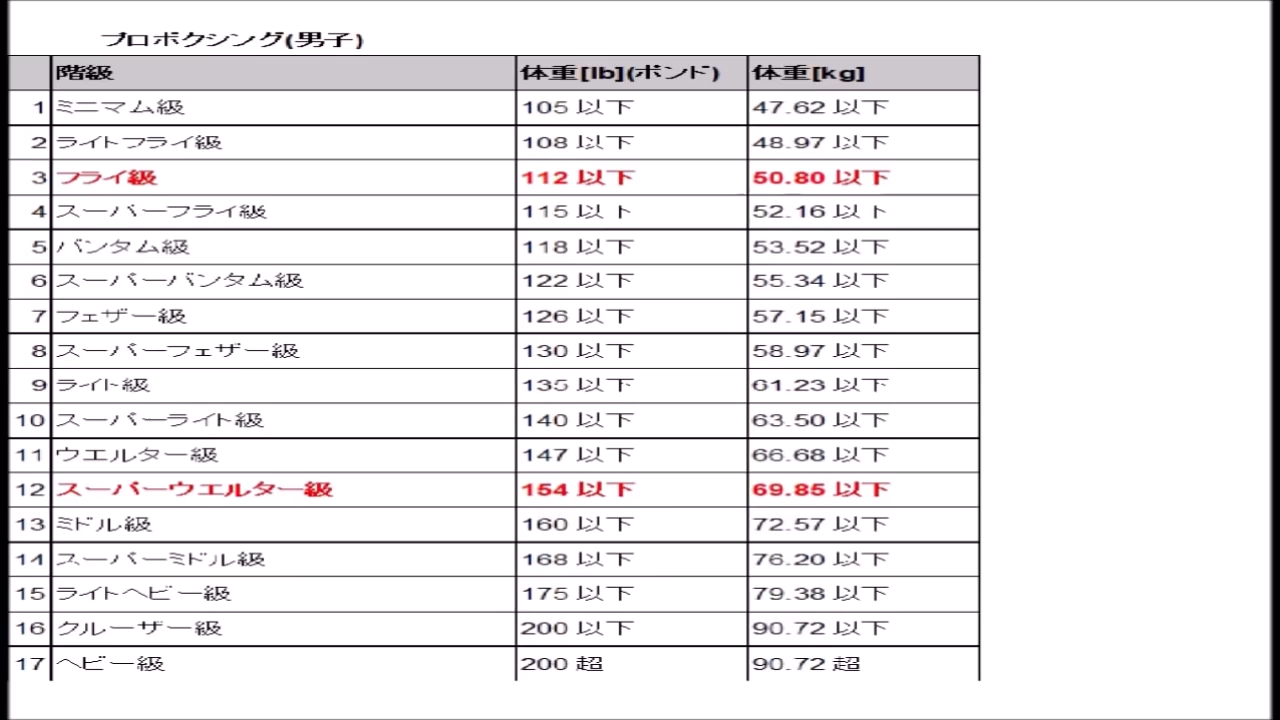 プロボクシング(男子)
階級 体重[lb](ポンド) 体重[kg]
1 ミニマム級 105 以下 47.62 以下
2 ライトフライ級 108 以下 48.97 以下
3 フライ級 112 以下 50.80 以下
4 スーパーフライ級 115 以下 52.16 以下
5 バンタム級 118 以下 53.52 以下
6 スーパーバンタム級 122 以下 55.34 以下
7 フェザー級 126 以下 57.15 以下
8 スーパーフェザー級 130 以下 58.97 以下
9 ライト級 135 以下 61.23 以下
10 スーパーライト級 140 以下 63.50 以下
11 ウエルター級 147 以下 66.68 以下
12 スーパーウエルター級 154 以下 69.85 以下
13 ミドル級 160 以下 72.57 以下
14 スーパーミドル級 168 以下 76.20 以下
15 ライトヘビー級 175 以下 79.38 以下
16 クルーザー級 200 以下 90.72 以下
17 ヘビー級 200 超 90.72 超